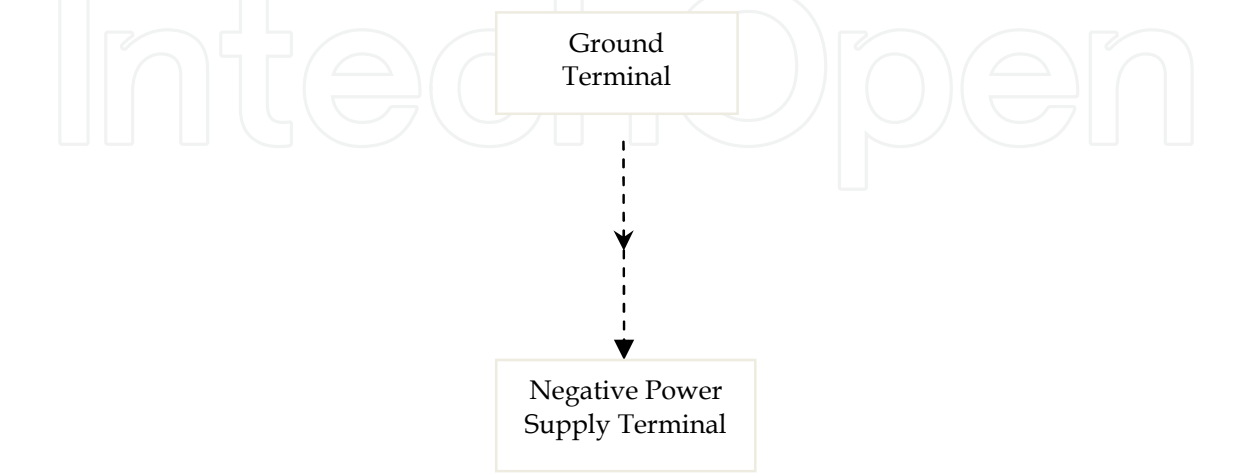 IntechOpen
Ground
Terminal
Negative Power
Supply Terminal